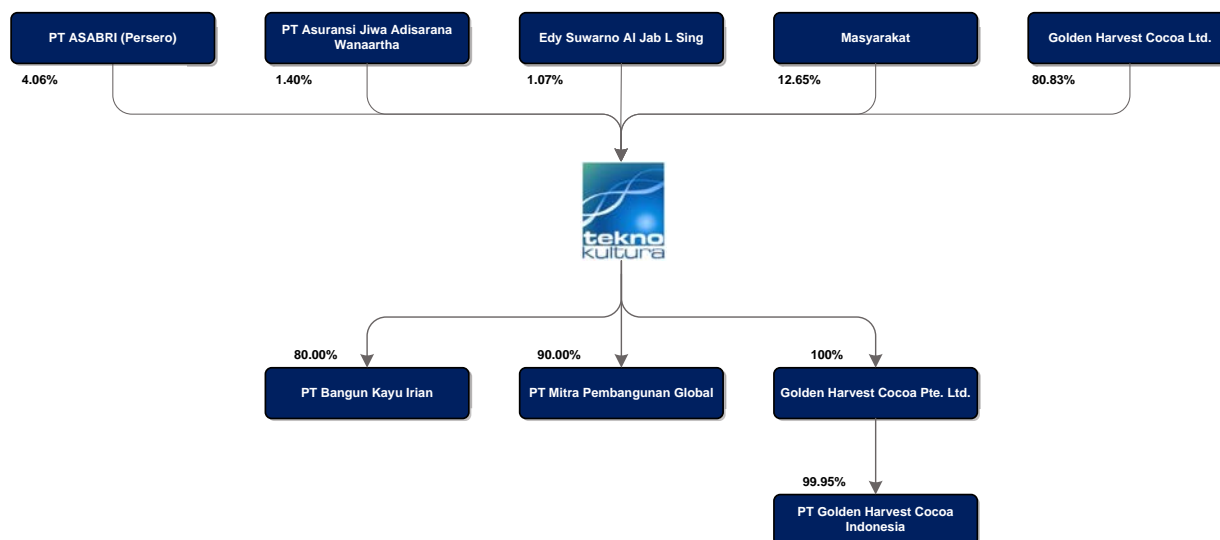 PT ASABRI (Persero)
PT Asuransi Jiwa Adisarana
Wanaartha
Edy Suwarno Al Jab L Sing
Masyarakat
Golden Harvest Cocoa Ltd.
4.06%
1.40%
1.07%
12.65%
80.83%
tekno
kultura
80.00%
90.00%
100%
PT Bangun Kayu Irian
PT Mitra Pembangunan Global
Golden Harvest Cocoa Pte. Ltd.
99.95%
PT Golden Harvest Cocoa
Indonesia